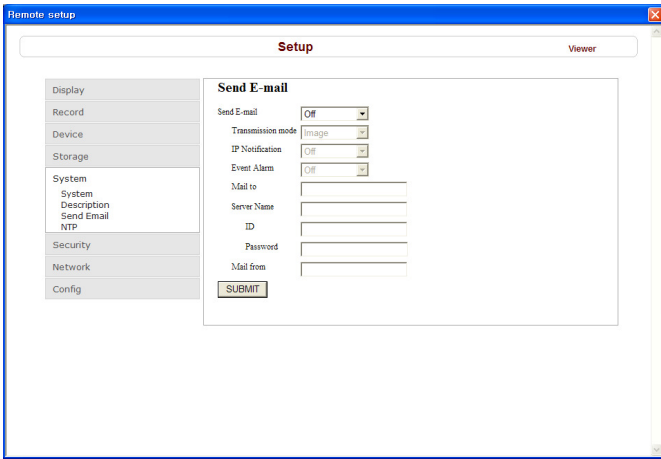 Remote setup
Setup
Viewer
Display
Record
Device
Storage
System
System
Description
Send Email
NTP
Security
Network
Config
Send E-mail
Send E-mail Off
Transmission mode Image
IP Notification Off
Event Alarm Off
Mail to
Server Name
ID
Password
Mail from
SUBMIT